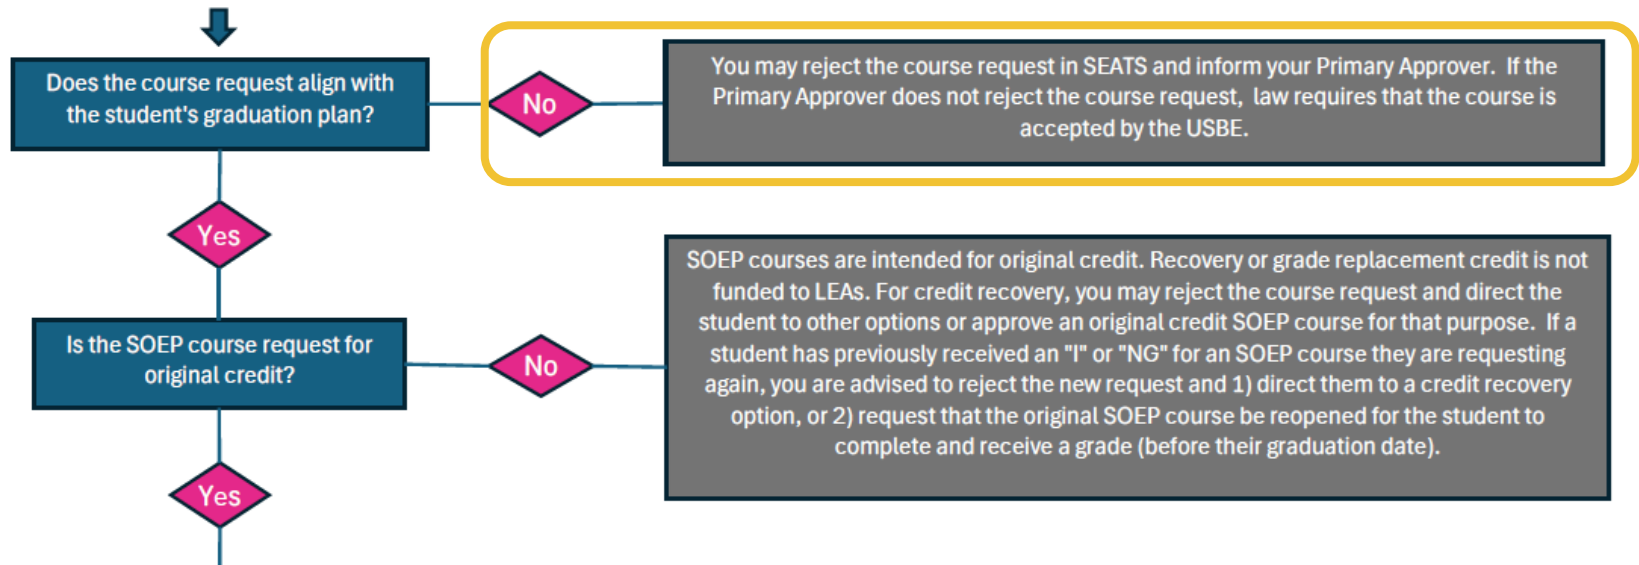 Does the course request align with
the student's graduation plan?
No
You may reject the course request in SEATS and inform your Primary Approver.  If the
Primary Approver does not reject the course request,  law requires that the course is
accepted by the USBE.
Yes
Is the SOEP course request for
original credit?
No
SOEP courses are intended for original credit. Recovery or grade replacement credit is not
funded to LEAs. For credit recovery, you may reject the course request and direct the
student to other options or approve an original credit SOEP course for that purpose.  If a
student has previously received an "I" or "NG" for an SOEP course they are requesting
again, you are advised to reject the new request and 1) direct them to a credit recovery
option, or 2) request that the original SOEP course be reopened for the student to
complete and receive a grade (before their graduation date).
Yes